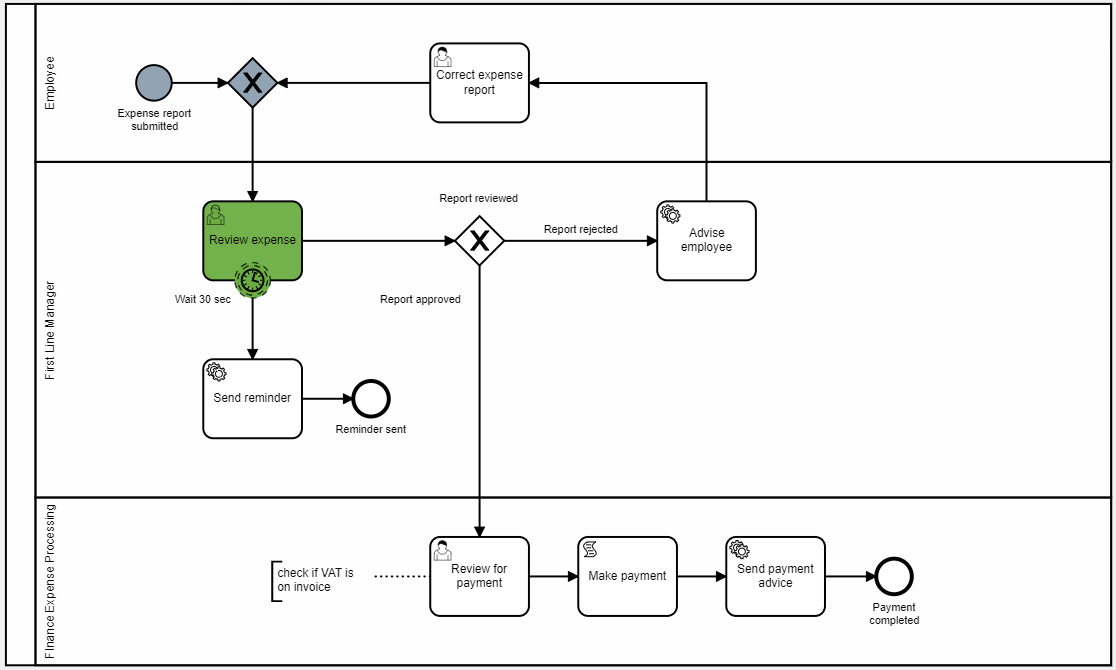 Employee
Expense report
submitted
X
Correct expense
report
First Line Manager
Review expense
Wait 30 sec
Report reviewed
X
Report rejected
Advise
employee
Report approved
Send reminder
Reminder sent
FInance Expense Processing
check if VAT is
on invoice
Review for
payment
Make payment
Send payment
advice
Payment
completed